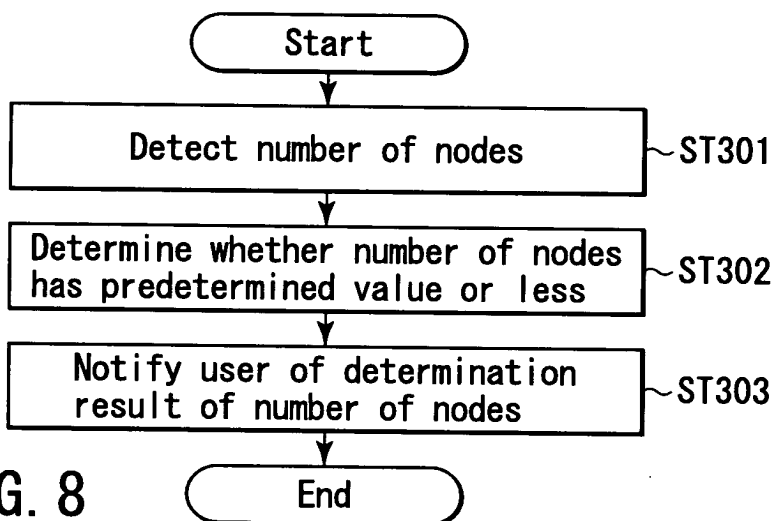 Start
Detect number of nodes
ST301
Determine whether number of nodes
has predetermined value or less
ST302
Notify user of determination
result of number of nodes
ST303
End
G. 8